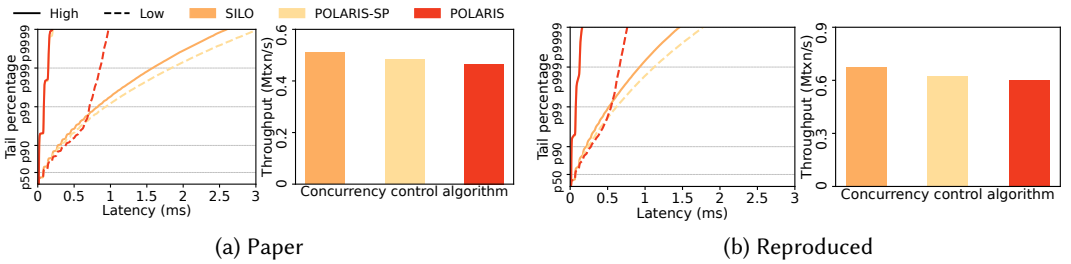 High Low SILO POLARIS-SP POLARIS
Tail percentage
p9999
p999
p99
p90
p50
0 0.5 1 1.5 2 2.5 3
Latency (ms)
Throughput (Mtxn/s)
0.6
0.4
0.2
0
Concurrency control algorithm
(a) Paper
Tail percentage
p9999
p999
p99
p90
p50
0 0.5 1 1.5 2 2.5 3
Latency (ms)
Throughput (Mtxn/s)
0.9
0.6
0.3
0
Concurrency control algorithm
(b) Reproduced